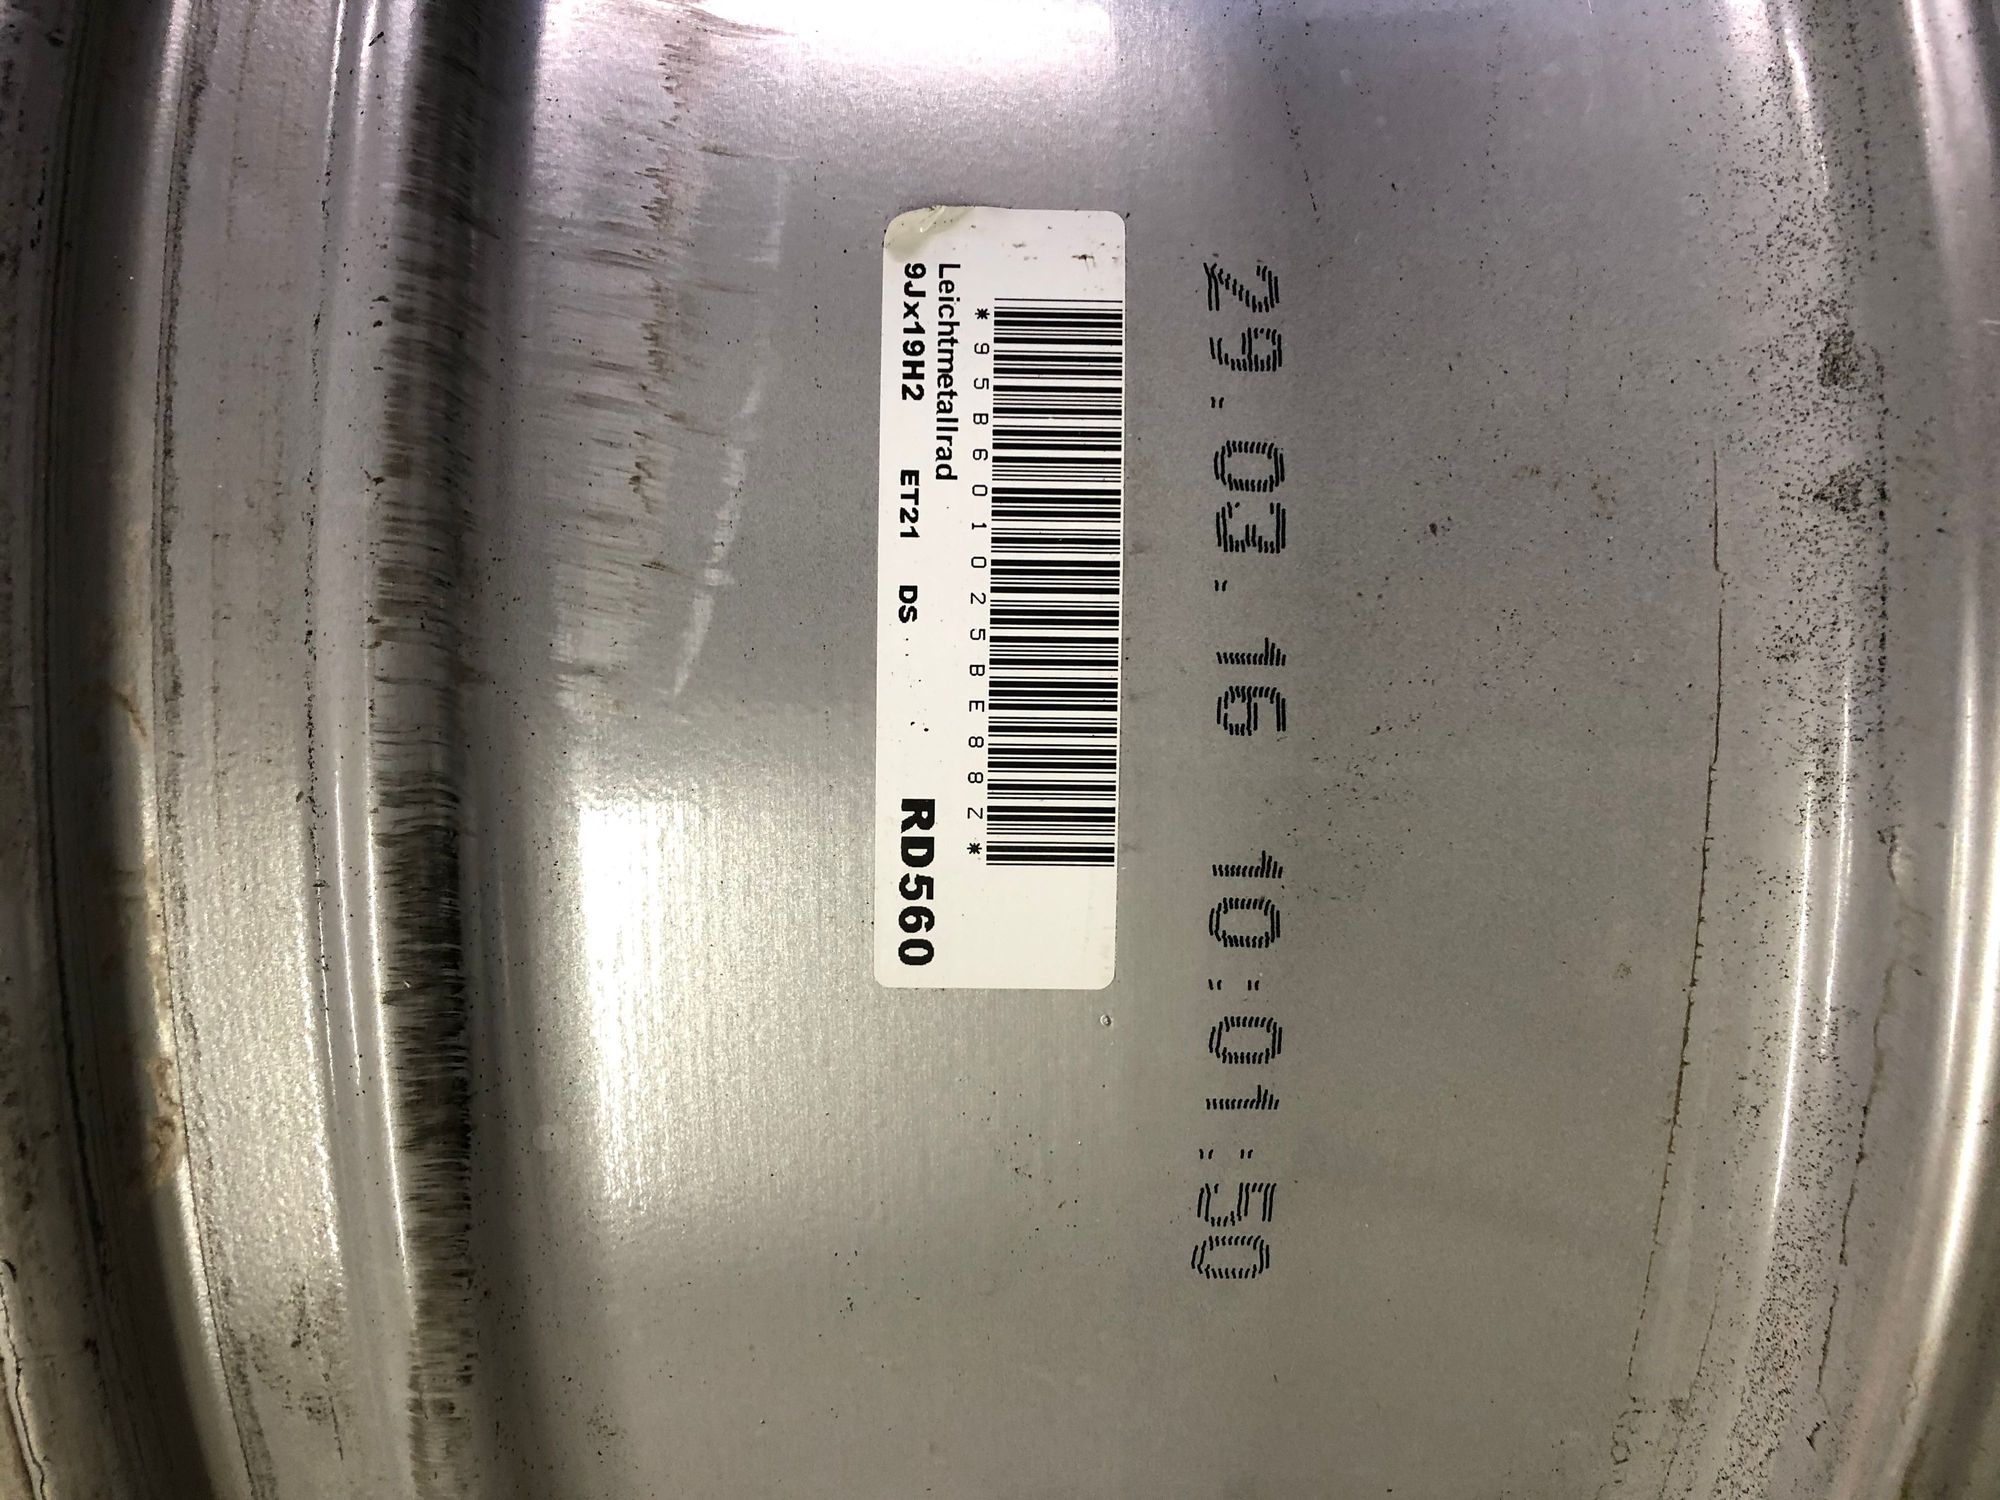 29.03.16 10:01:50
*95B601025BE88Z*
Leichtmetallrad
9Jx19H2 ET21 DS RD560